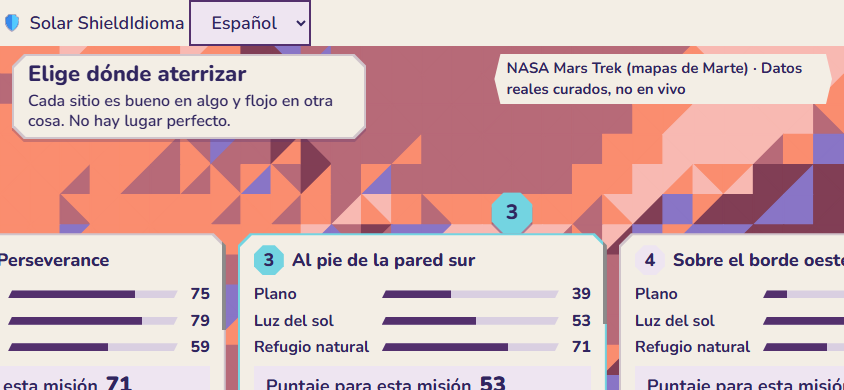 Solar Shield
Idioma
Español
Elige dónde aterrizar
Cada sitio es bueno en algo y flojo en otra
cosa. No hay lugar perfecto.
NASA Mars Trek (mapas de Marte) · Datos
reales curados, no en vivo
3
Perseverance
75
79
59
esta misión 71
3 Al pie de la pared sur
Plano 39
Luz del sol 53
Refugio natural 71
Puntaje para esta misión 53
4 Sobre el borde oeste
Plano
Luz del sol
Refugio natural
Puntaje para esta misión